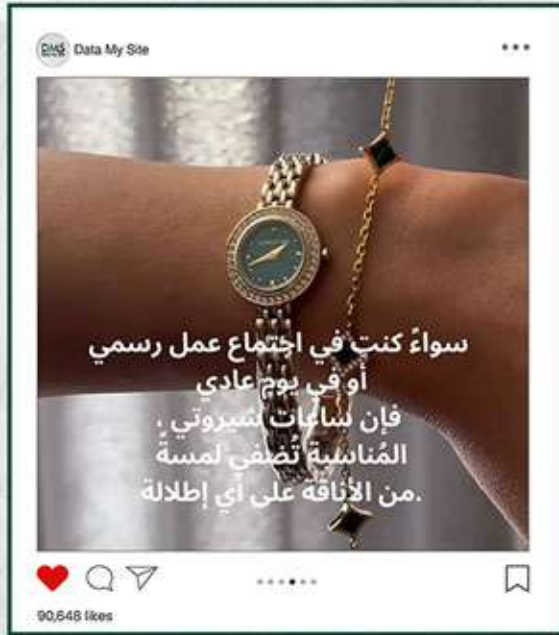 DMS
Data My Site
سواءً كنتِ في اجتماع عمل رسمي
أو في يوم عادي
فإن ساعات شيروتي ،
المُناسبة تُضفي لمسةً
.من الأناقة على أي إطلالة
90,648 likes